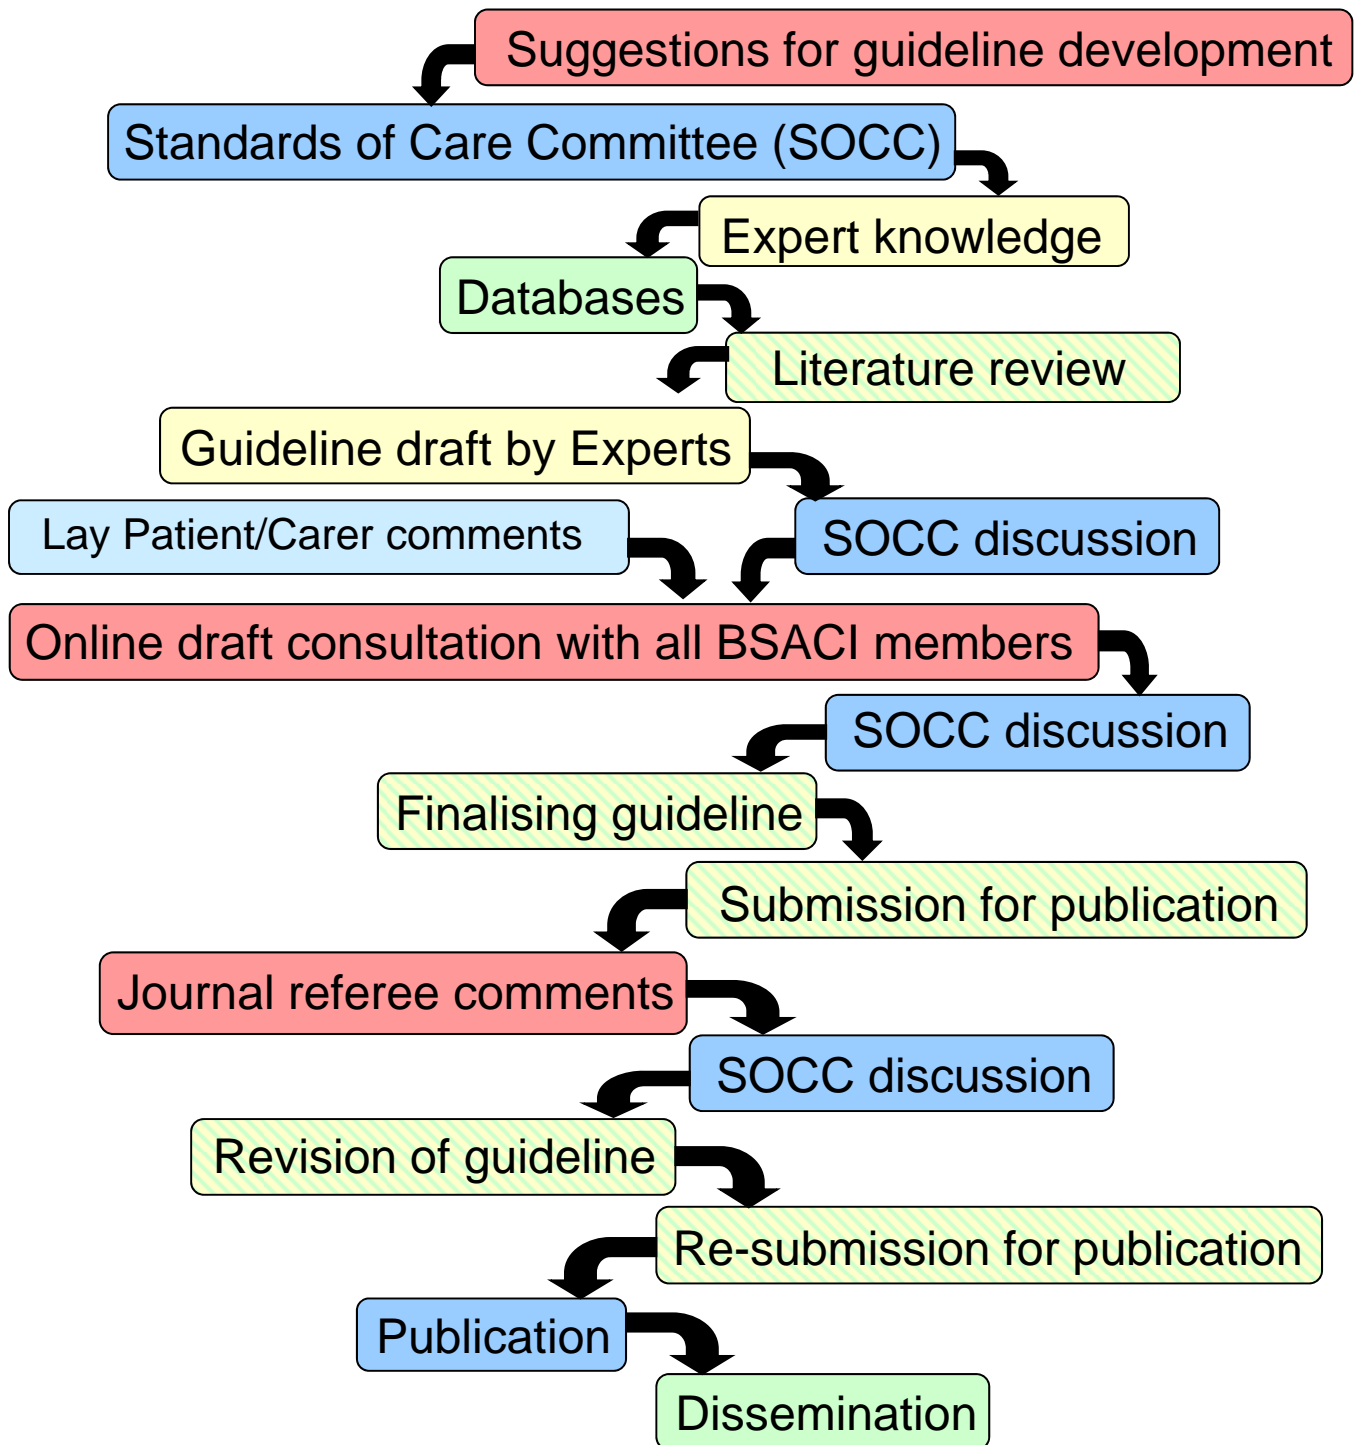 Suggestions for guideline development
Standards of Care Committee (SOCC)
Expert knowledge
Databases
Literature review
Guideline draft by Experts
Lay Patient/Carer comments
SOCC discussion
Online draft consultation with all BSACI members
SOCC discussion
Finalising guideline
Submission for publication
Journal referee comments
SOCC discussion
Revision of guideline
Re-submission for publication
Publication
Dissemination